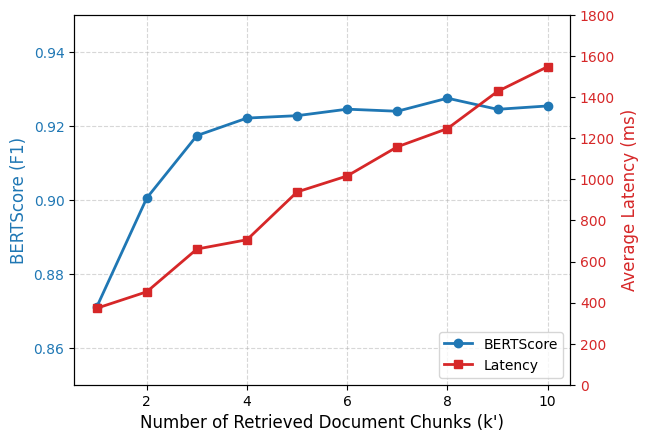 BERTScore (F1)
0.94
0.92
0.90
0.88
0.86
1800
1600
1400
1200
1000
800
600
400
200
0
Average Latency (ms)
BERTScore
Latency
2 4 6 8 10
Number of Retrieved Document Chunks (k')